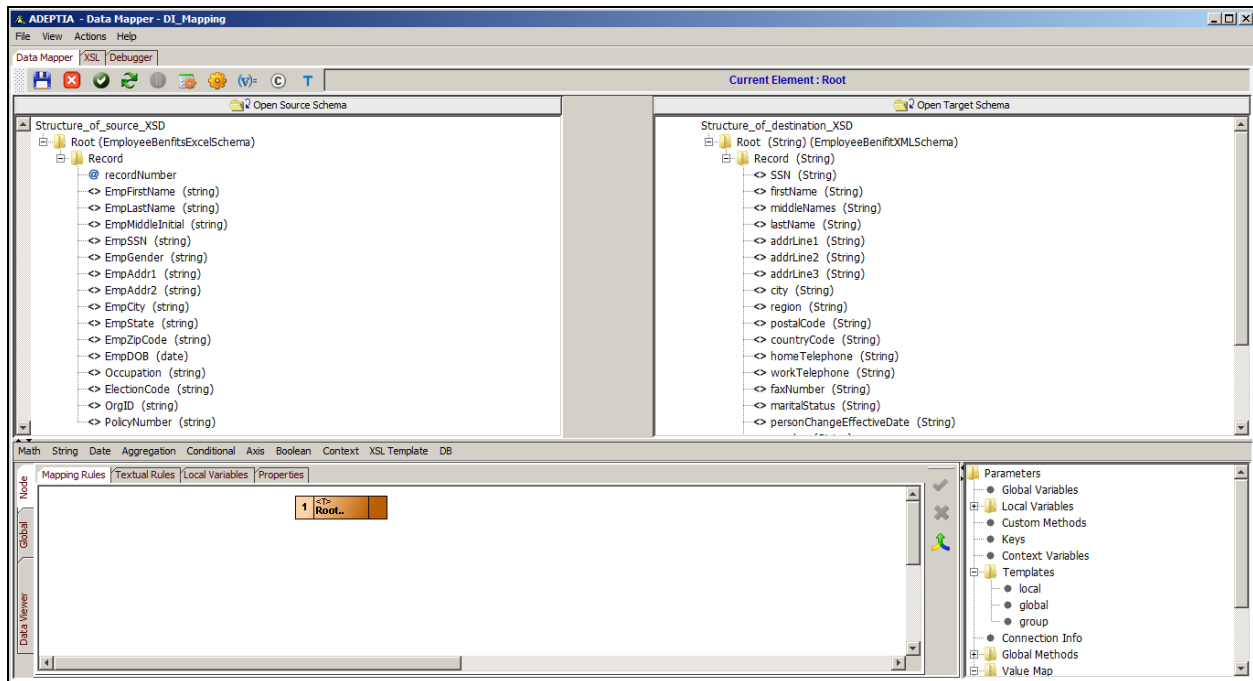 ADEPTIA - Data Mapper - DI_Mapping
File View Actions Help
Data Mapper XSL Debugger
(v)= C T Current Element : Root
Open Source Schema
Structure_of_source_XSD
Root (EmployeeBenfitsExcelSchema)
Record
@ recordNumber
<> EmpFirstName (string)
<> EmpLastName (string)
<> EmpMiddleInitial (string)
<> EmpSSN (string)
<> EmpGender (string)
<> EmpAddr1 (string)
<> EmpAddr2 (string)
<> EmpCity (string)
<> EmpState (string)
<> EmpZipCode (string)
<> EmpDOB (date)
<> Occupation (string)
<> ElectionCode (string)
<> OrgID (string)
<> PolicyNumber (string)
Open Target Schema
Structure_of_destination_XSD
Root (String) (EmployeeBenifitXMLSchema)
Record (String)
<> SSN (String)
<> firstName (String)
<> middleNames (String)
<> lastName (String)
<> addrLine1 (String)
<> addrLine2 (String)
<> addrLine3 (String)
<> city (String)
<> region (String)
<> postalCode (String)
<> countryCode (String)
<> homeTelephone (String)
<> workTelephone (String)
<> faxNumber (String)
<> maritalStatus (String)
<> personChangeEffectiveDate (String)
Math String Date Aggregation Conditional Axis Boolean Context XSL Template DB
Node
Global
Data Viewer
Mapping Rules Textual Rules Local Variables Properties
1 <T>
Root..
Parameters
Global Variables
Local Variables
Custom Methods
Keys
Context Variables
Templates
local
global
group
Connection Info
Global Methods
Value Map